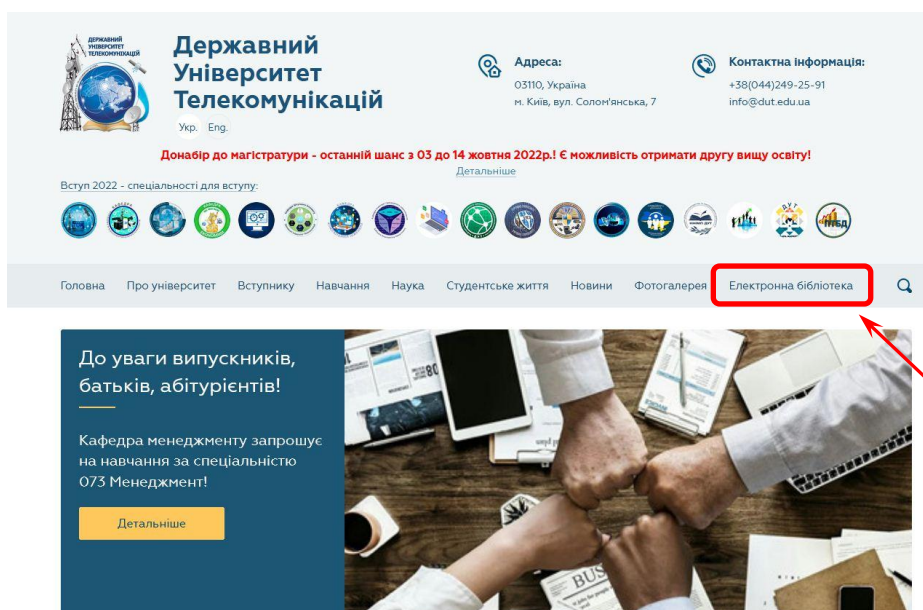 ДЕРЖАВНИЙ
УНІВЕРСИТЕТ
ТЕЛЕКОМУНІКАЦІЙ
Державний
Університет
Телекомунікацій
Укр. Eng.
Адреса:
03110, Україна
м. Київ, вул. Солом'янська, 7
Контактна інформація:
+38(044)249-25-91
info@dut.edu.ua
Донабір до магістратури - останній шанс з 03 до 14 жовтня 2022р.! Є можливість отримати другу вищу освіту!
Детальніше
Вступ 2022 - спеціальності для вступу:
Головна Про університет Вступнику Навчання Наука Студентське життя Новини Фотогалерея Електронна бібліотека
До уваги випускників,
батьків, абітурієнтів!
Кафедра менеджменту запрошує
на навчання за спеціальністю
073 Менеджмент!
Детальніше